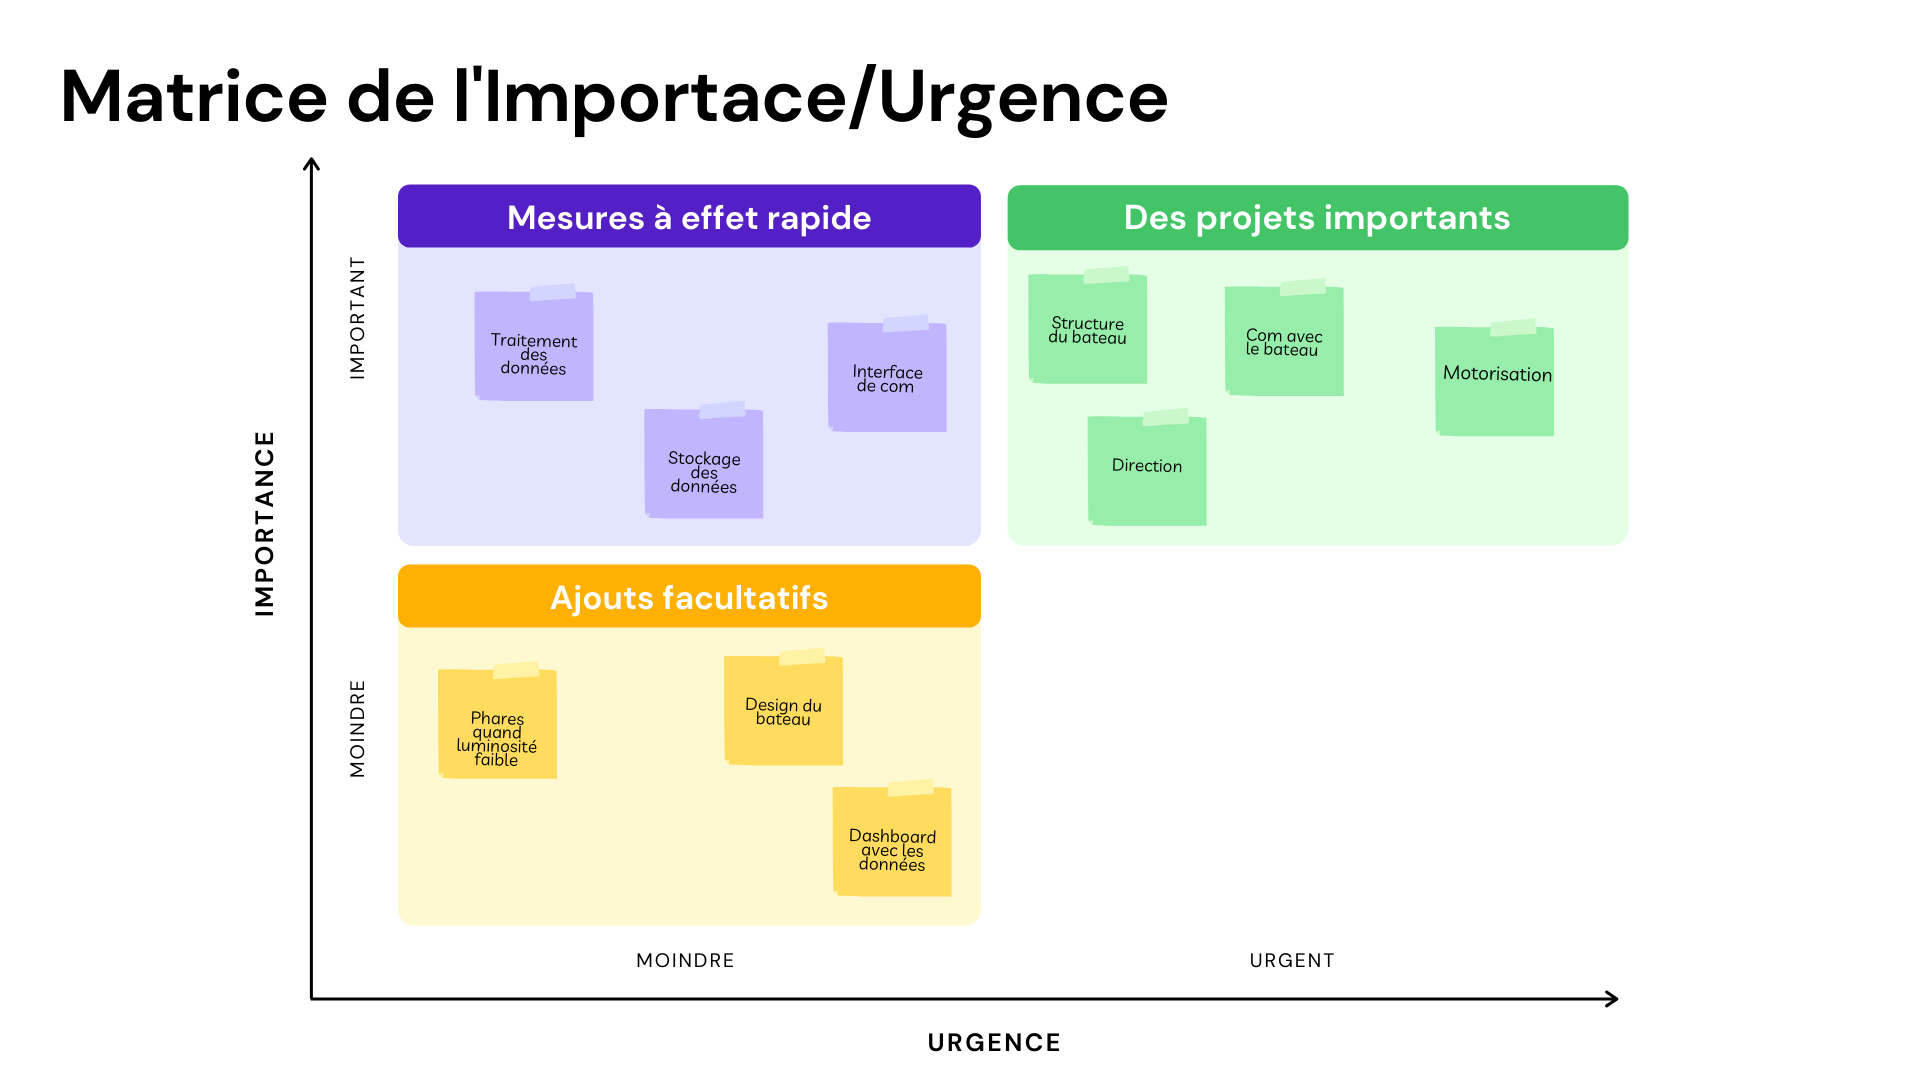 Matrice de l'Importace/Urgence
IMPORTANCE
IMPORTANT
Mesures à effet rapide
Traitement
des
données
Stockage
des
données
Interface
de com
Des projets importants
Structure
du bateau
Com avec
le bateau
Motorisation
Direction
MOINDRE
Ajouts facultatifs
Phares
quand
luminosité
faible
Design du
bateau
Dashboard
avec les
données
MOINDRE
URGENT
URGENCE